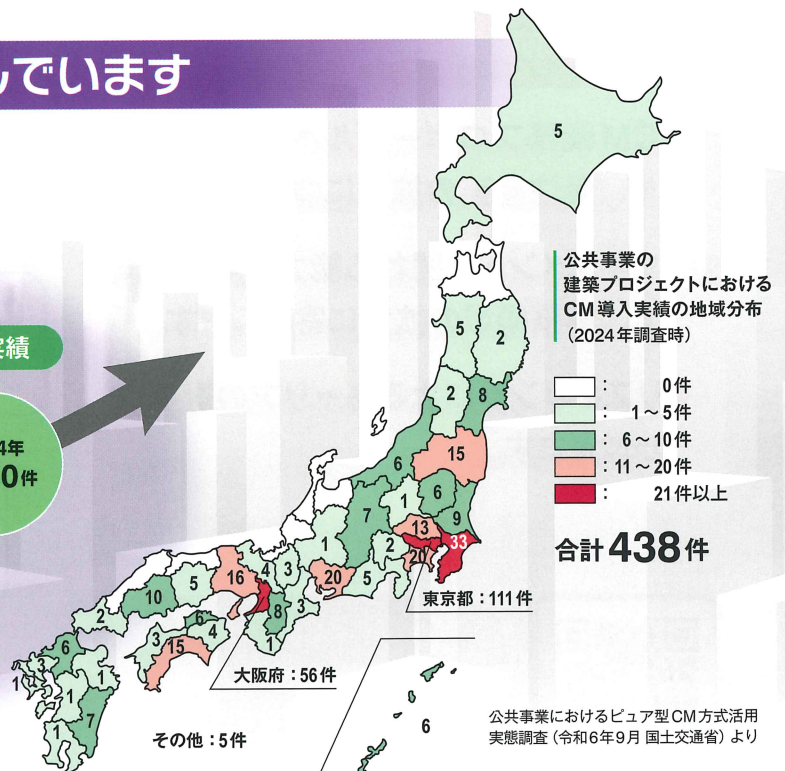 んでいます
実績
4年
0件
公共事業の
建築プロジェクトにおける
CM導入実績の地域分布
（2024年調査時）
： 0件
： 1～5件
： 6～10件
： 11～20件
： 21件以上
合計438件
5
5
2
2
8
15
6
6
1
7
9
13
33
1
2
20
5
20
東京都：111件
16
4
3
8
3
1
大阪府：56件
5
10
2
6
4
3
15
6
3
1
1
1
7
1
その他：5件
6
公共事業におけるピュア型CM方式活用
実態調査（令和6年9月 国土交通省）より